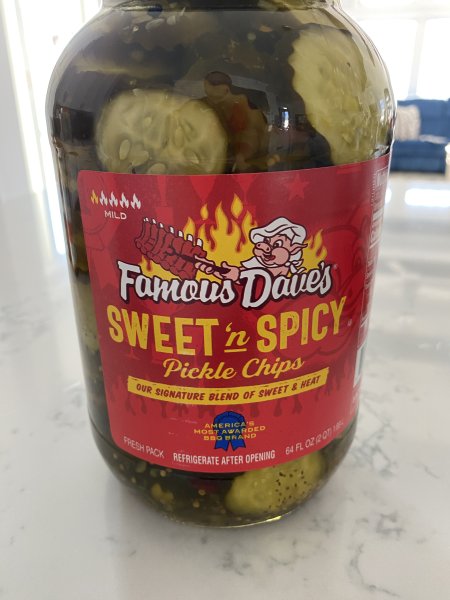 MILD
Famous Dave's
SWEET 'n SPICY
Pickle Chips
OUR SIGNATURE BLEND OF SWEET & HEAT
AMERICA'S
MOST AWARDED
BBQ BRAND
FRESH PACK
REFRIGERATE AFTER OPENING
64 FL OZ (2 QT)